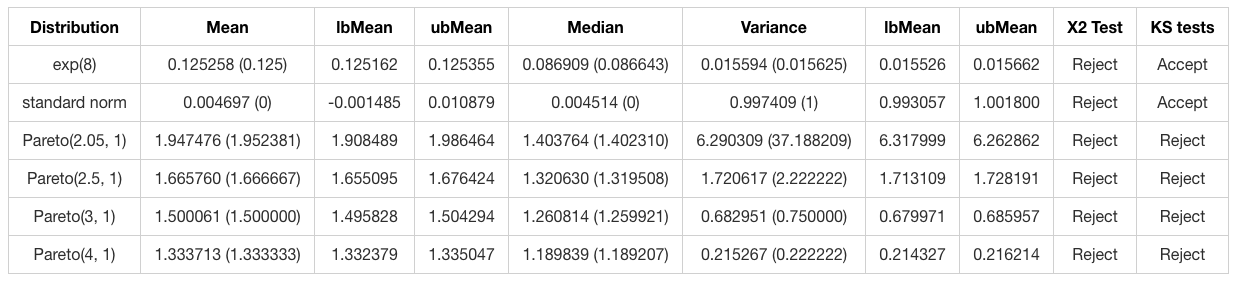 Distribution Mean lbMean ubMean Median Variance lbMean ubMean X2 Test KS tests
exp(8) 0.125258 (0.125) 0.125162 0.125355 0.086909 (0.086643) 0.015594 (0.015625) 0.015526 0.015662 Reject Accept
standard norm 0.004697 (0) -0.001485 0.010879 0.004514 (0) 0.997409 (1) 0.993057 1.001800 Reject Accept
Pareto(2.05, 1) 1.947476 (1.952381) 1.908489 1.986464 1.403764 (1.402310) 6.290309 (37.188209) 6.317999 6.262862 Reject Reject
Pareto(2.5, 1) 1.665760 (1.666667) 1.655095 1.676424 1.320630 (1.319508) 1.720617 (2.222222) 1.713109 1.728191 Reject Reject
Pareto(3, 1) 1.500061 (1.500000) 1.495828 1.504294 1.260814 (1.259921) 0.682951 (0.750000) 0.679971 0.685957 Reject Reject
Pareto(4, 1) 1.333713 (1.333333) 1.332379 1.335047 1.189839 (1.189207) 0.215267 (0.222222) 0.214327 0.216214 Reject Reject